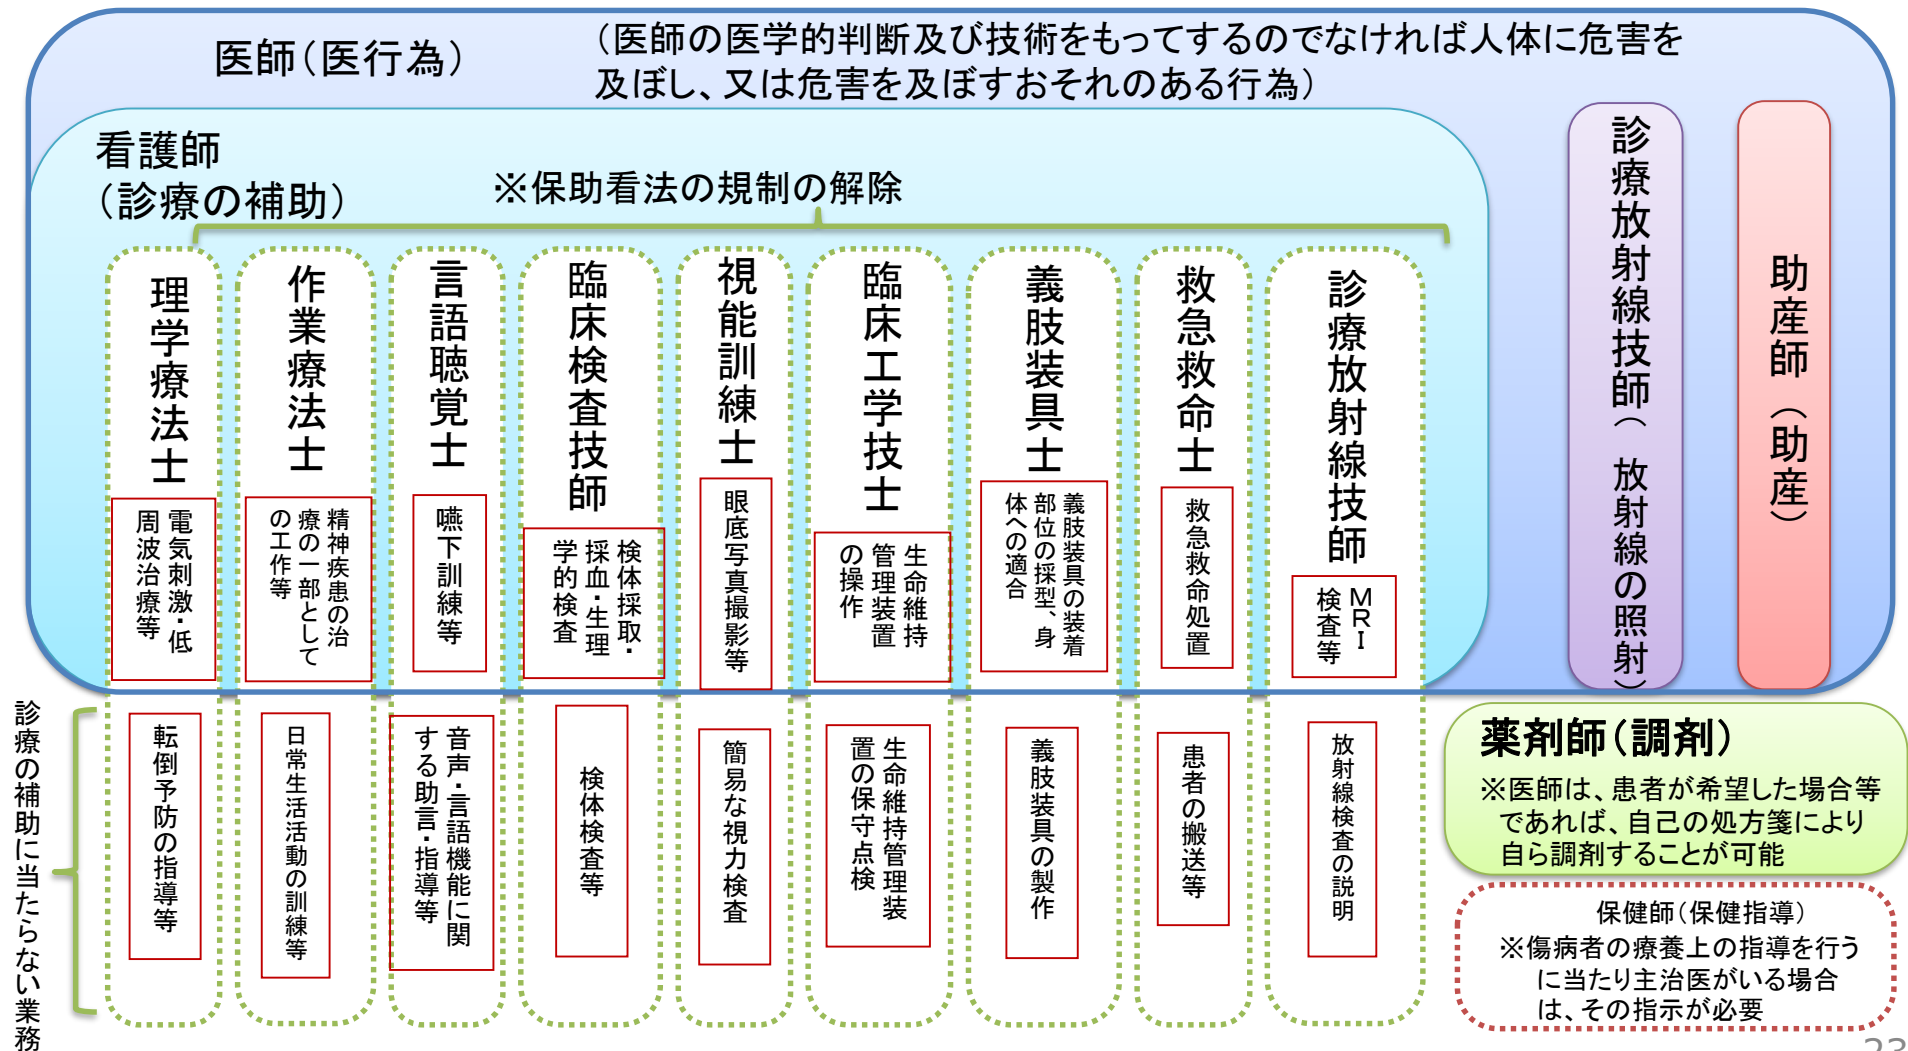 医師（医行為）
（医師の医学的判断及び技術をもってするのでなければ人体に危害を
及ぼし、又は危害を及ぼすおそれのある行為）
看護師
（診療の補助）
※保助看法の規制の解除
理学療法士
電気刺激・低
周波治療等
作業療法士
精神疾患の治
療の一部として
の工作等
言語聴覚士
嚥下訓練等
臨床検査技師
検体採取・
採血・生理
学的検査
視能訓練士
眼底写真撮影等
臨床工学技士
生命維持
管理装置
の操作
義肢装具士
義肢装具の装着
部位の採型、身
体への適合
救急救命士
救急救命処置
診療放射線技師
ＭＲＩ
検査等
診療放射線技師（放射線の照射）
助産師（助産）
診療の補助に当たらない業務
転倒予防の指導等
日常生活活動の訓練等
音声・言語機能に関
する助言・指導等
検体検査等
簡易な視力検査
生命維持管理装
置の保守点検
義肢装具の製作
患者の搬送等
放射線検査の説明
薬剤師（調剤）
※医師は、患者が希望した場合等
であれば、自己の処方箋により
自ら調剤することが可能
保健師（保健指導）
※傷病者の療養上の指導を行う
に当たり主治医がいる場合
は、その指示が必要
23